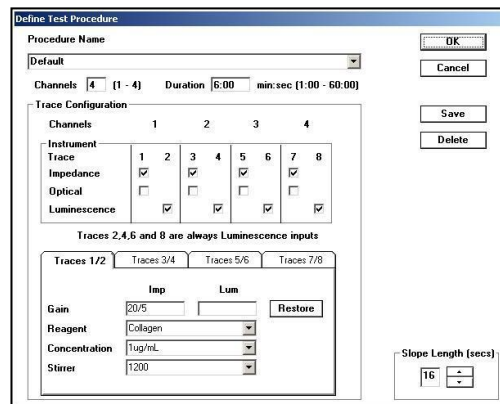 Define Test Procedure
Procedure Name
Default
Channels 4 (1 - 4) Duration 6:00 min:sec (1:00 - 60:00)
Trace Configuration
Channels 1 2 3 4
Instrument
Trace 1 2 3 4 5 6 7 8
Impedance
Optical
Luminescence
Traces 2,4,6 and 8 are always Luminescence inputs
Traces 1/2 Traces 3/4 Traces 5/6 Traces 7/8
Imp Lum
Gain 20/5 Restore
Reagent Collagen
Concentration 1ug/mL
Stirrer 1200
OK
Cancel
Save
Delete
Slope Length (secs)
16